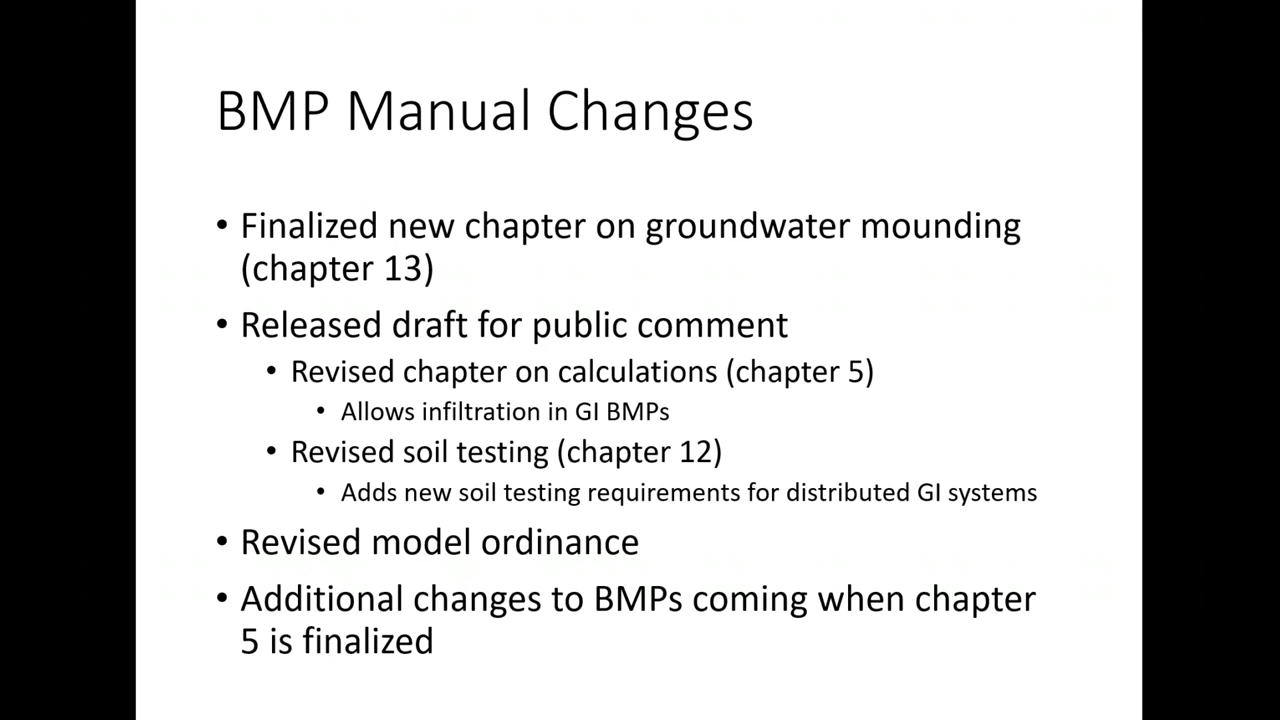 BMP Manual Changes
• Finalized new chapter on groundwater mounding
(chapter 13)
• Released draft for public comment
• Revised chapter on calculations (chapter 5)
• Allows infiltration in GI BMPs
• Revised soil testing (chapter 12)
• Adds new soil testing requirements for distributed GI systems
• Revised model ordinance
• Additional changes to BMPs coming when chapter
5 is finalized